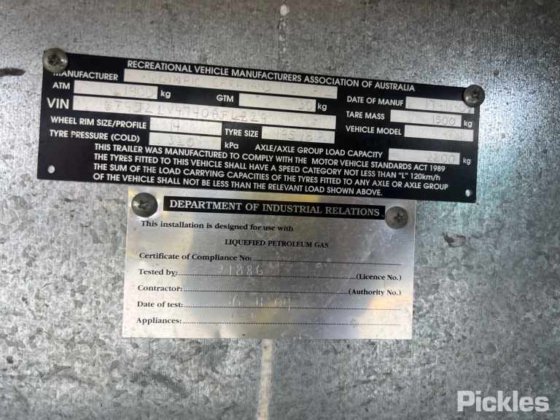 RECREATIONAL VEHICLE MANUFACTURERS ASSOCIATION OF AUSTRALIA
MANUFACTURER DATE OF MANUF
ATM kg GTM kg TARE MASS 1300 kg
VIN VEHICLE MODEL
WHEEL RIM SIZE/PROFILE 14 TYRE SIZE
TYRE PRESSURE (COLD) kPa AXLE/AXLE GROUP LOAD CAPACITY kg
THIS TRAILER WAS MANUFACTURED TO COMPLY WITH THE MOTOR VEHICLE STANDARDS ACT 1989
THE TYRES FITTED TO THIS VEHICLE SHALL HAVE A SPEED CATEGORY NOT LESS THAN "L" 120km/h
THE SUM OF THE LOAD CARRYING CAPACITIES OF THE TYRES FITTED TO ANY AXLE OR AXLE GROUP
OF THE VEHICLE SHALL NOT BE LESS THAN THE RELEVANT LOAD SHOWN ABOVE.
DEPARTMENT OF INDUSTRIAL RELATIONS
This installation is designed for use with
LIQUEFIED PETROLEUM GAS
Certificate of Compliance No:
Tested by: 21886 (Licence No.)
Contractor: (Authority No.)
Date of test:
Appliances:
Pickles